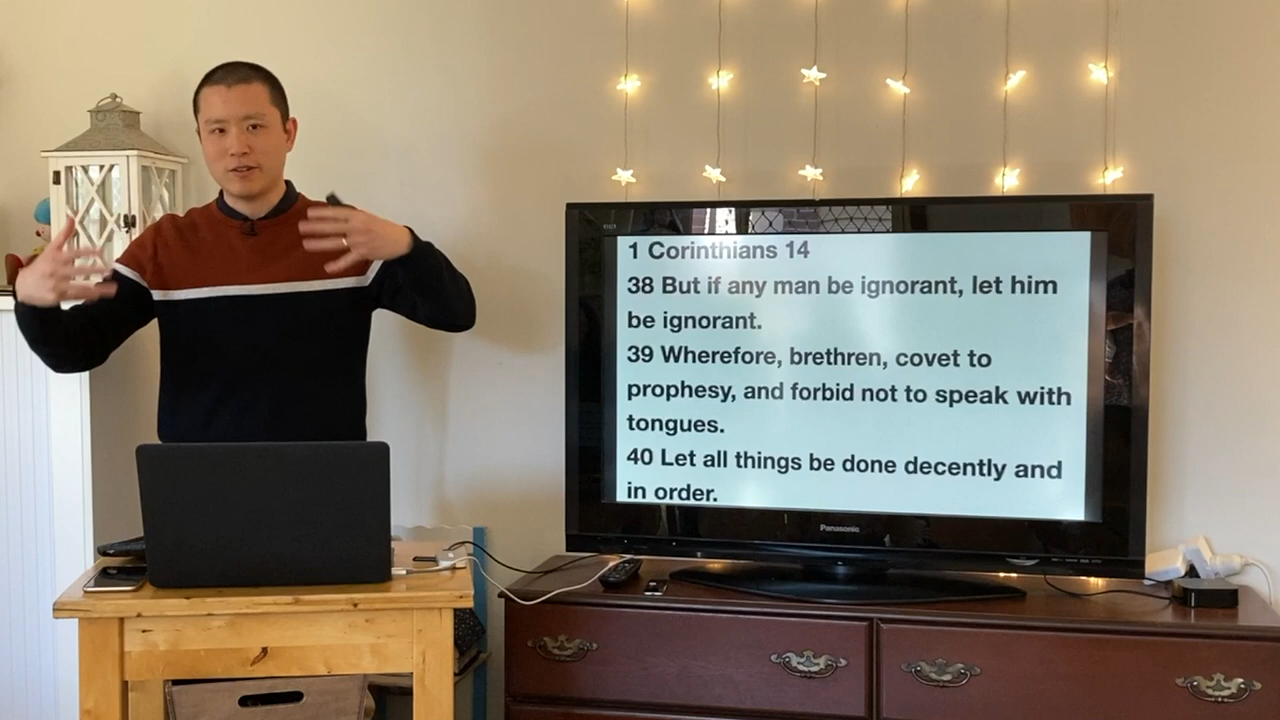 1 Corinthians 14
38 But if any man be ignorant, let him
be ignorant.
39 Wherefore, brethren, covet to
prophesy, and forbid not to speak with
tongues.
40 Let all things be done decently and
in order.
Panasonic